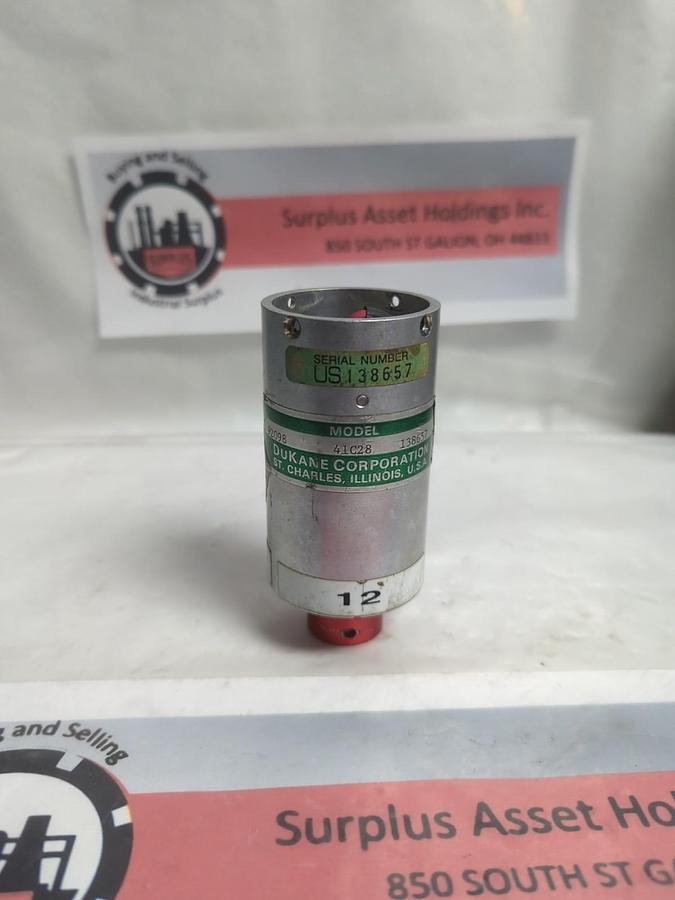 Buying and Selling
Surplus Asset Holdings Inc.
850 SOUTH ST GALION, OH 44833
Industrial Surplus
SERIAL NUMBER
US138657
MODEL
92098 41C28 138657
DUKANE CORPORATION
ST. CHARLES, ILLINOIS, U.S.A.
12
and Selling
Surplus Asset
850 SOUTH ST